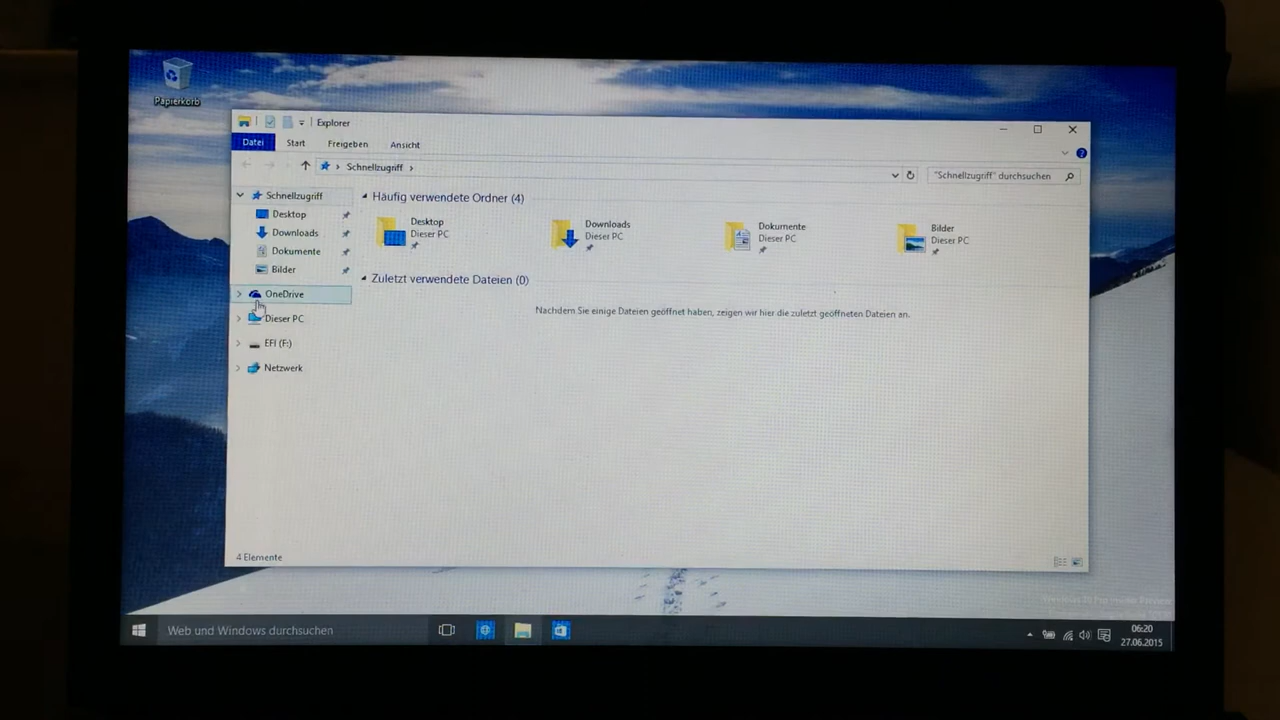 Papierkorb
Explorer
Datei Start Freigeben Ansicht
Schnellzugriff
"Schnellzugriff" durchsuchen
Schnellzugriff
Desktop
Downloads
Dokumente
Bilder
OneDrive
Dieser PC
EFI (F:)
Netzwerk
Häufig verwendete Ordner (4)
Desktop
Dieser PC
Downloads
Dieser PC
Dokumente
Dieser PC
Bilder
Dieser PC
Zuletzt verwendete Dateien (0)
Nachdem Sie einige Dateien geöffnet haben, zeigen wir hier die zuletzt geöffneten Dateien an.
4 Elemente
Web und Windows durchsuchen
06:20
27.06.2015